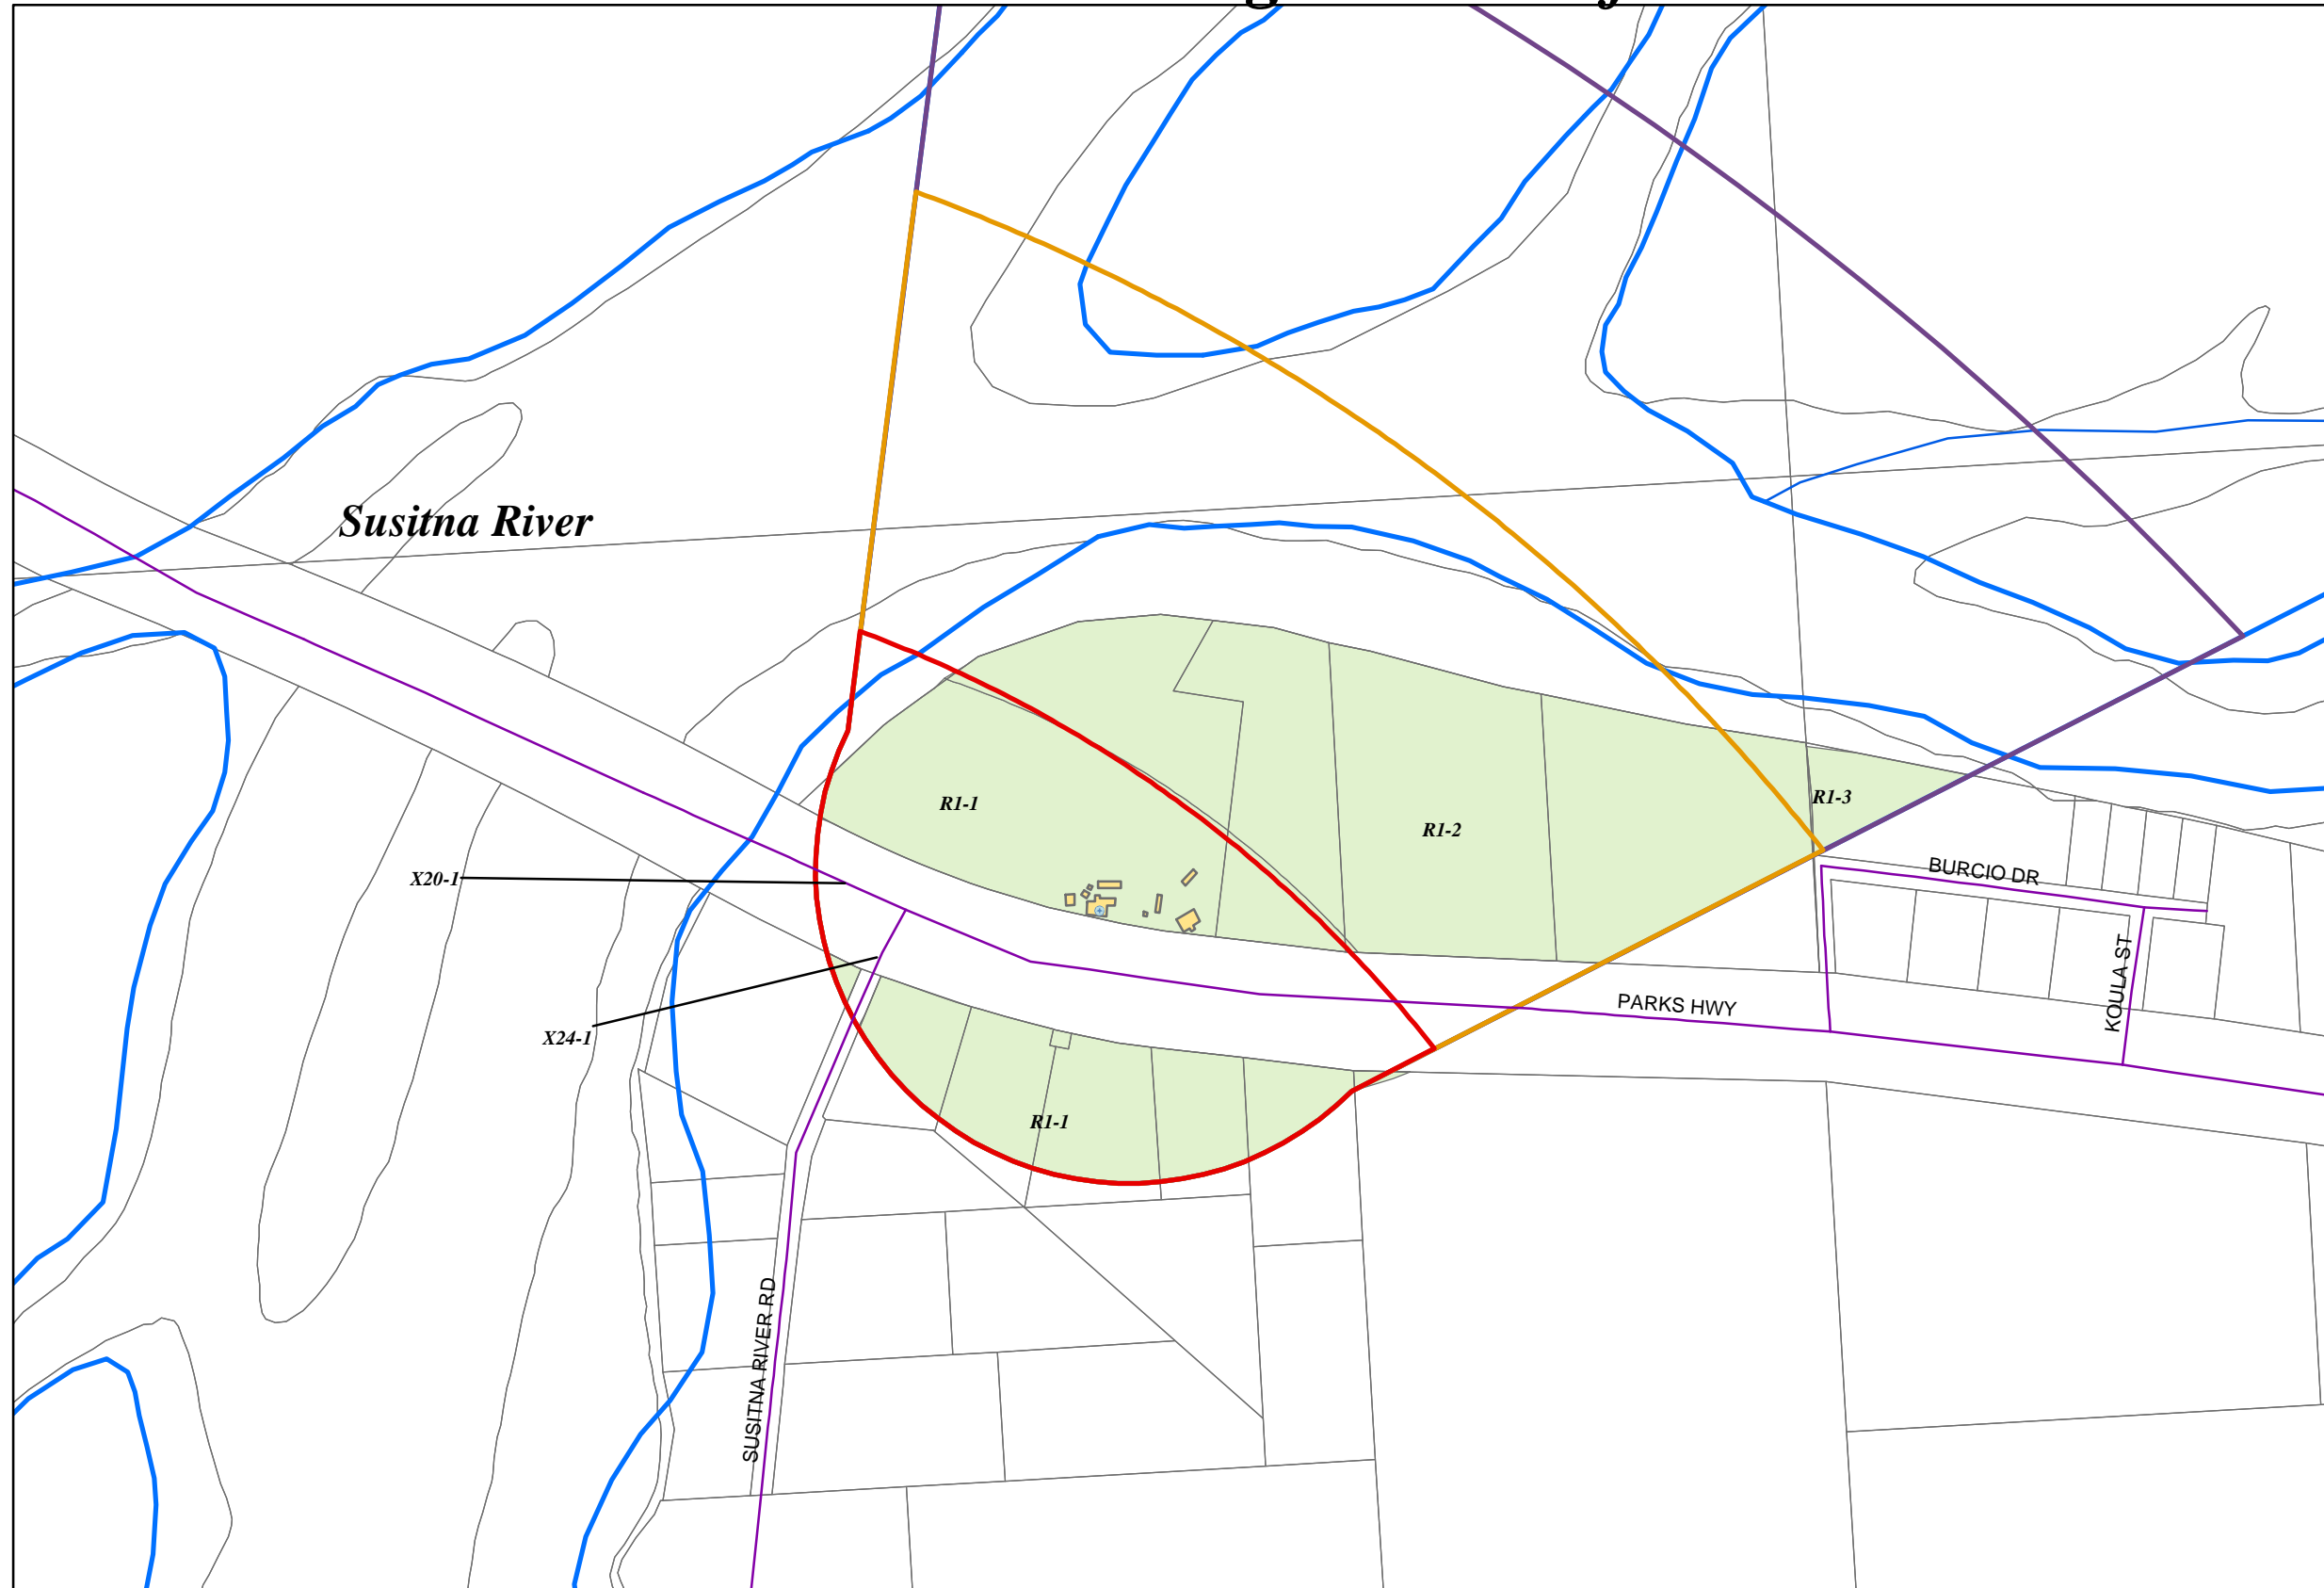 Susitna River
R1-1
R1-2
R1-3
X20-1
BURCIO DR
KOULA ST
PARKS HWY
X24-1
R1-1
SUSITNA RIVER RD